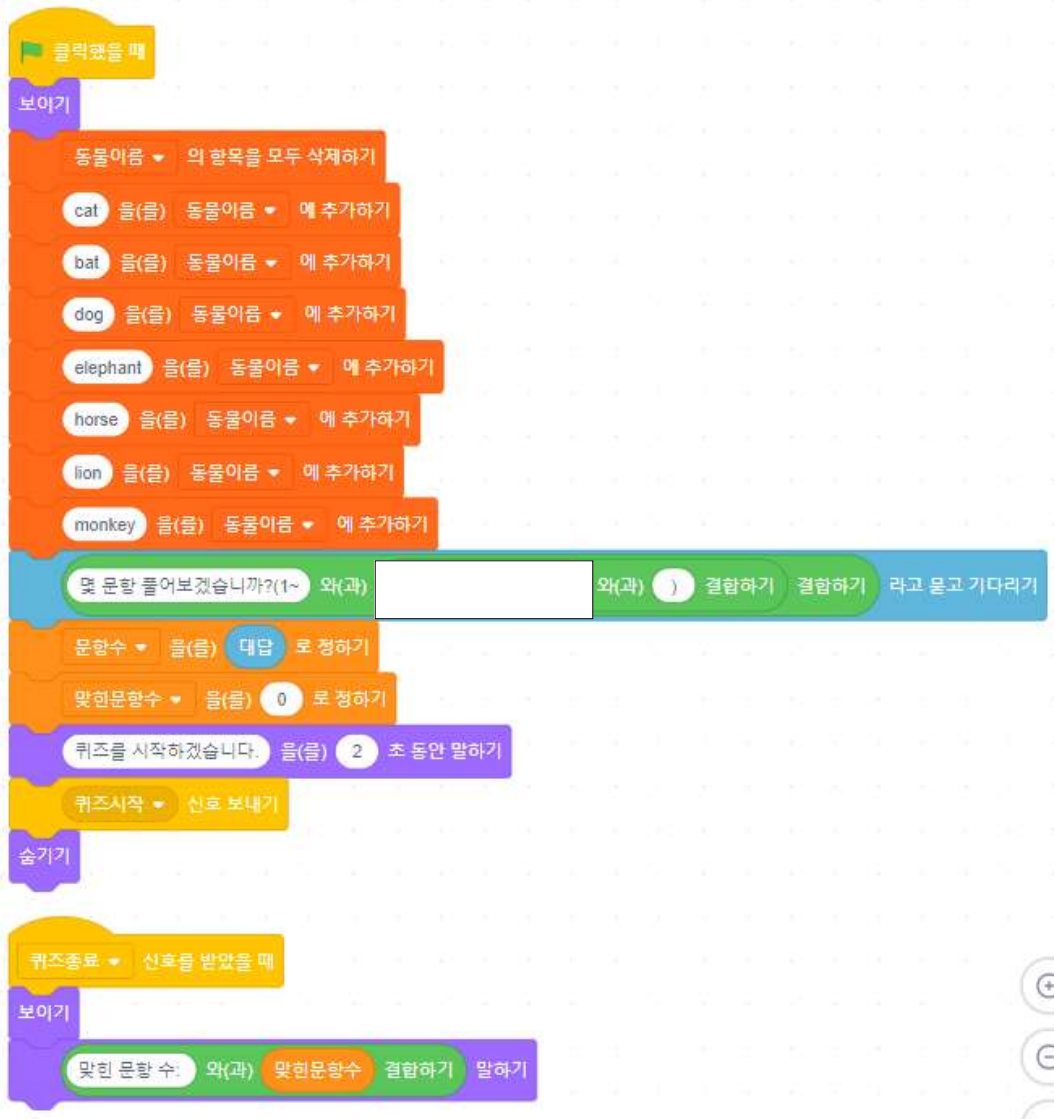 클릭했을 때
보이기
동물이름 의 항목을 모두 삭제하기
cat 을(를) 동물이름 에 추가하기
bat 을(를) 동물이름 에 추가하기
dog 을(를) 동물이름 에 추가하기
elephant 을(를) 동물이름 에 추가하기
horse 을(를) 동물이름 에 추가하기
lion 을(를) 동물이름 에 추가하기
monkey 을(를) 동물이름 에 추가하기
몇 문항 풀어보겠습니까?(1~ 와(과) 와(과) ) 결합하기 결합하기 라고 묻고 기다리기
문항수 을(를) 대답 로 정하기
맞힌문항수 을(를) 0 로 정하기
퀴즈를 시작하겠습니다. 을(를) 2 초 동안 말하기
퀴즈시작 신호 보내기
숨기기
퀴즈종료 신호를 받았을 때
보이기
맞힌 문항 수: 와(과) 맞힌문항수 결합하기 말하기